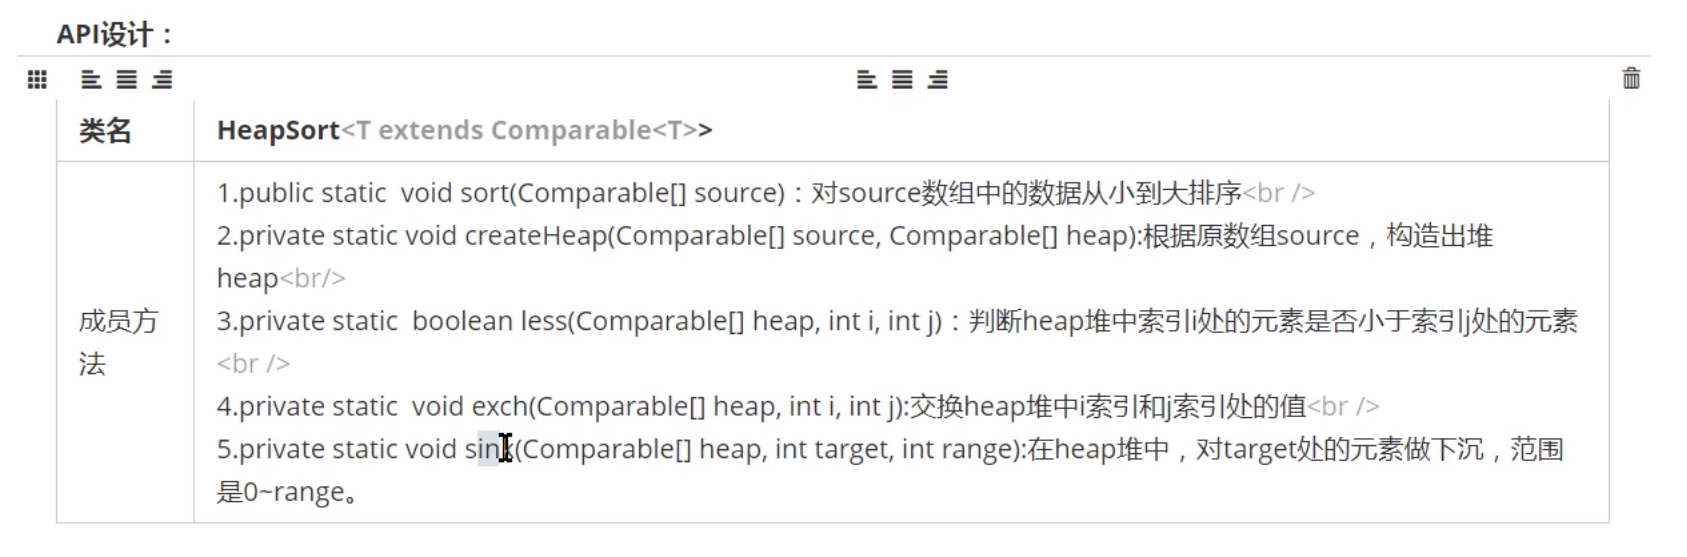 API设计：
类名
HeapSort<T extends Comparable<T>>
成员方
法
1.public static  void sort(Comparable[] source)：对source数组中的数据从小到大排序<br />
2.private static void createHeap(Comparable[] source, Comparable[] heap):根据原数组source，构造出堆
heap<br/>
3.private static  boolean less(Comparable[] heap, int i, int j)：判断heap堆中索引i处的元素是否小于索引j处的元素
<br />
4.private static  void exch(Comparable[] heap, int i, int j):交换heap堆中i索引和j索引处的值<br />
5.private static void sink(Comparable[] heap, int target, int range):在heap堆中，对target处的元素做下沉，范围
是0~range。